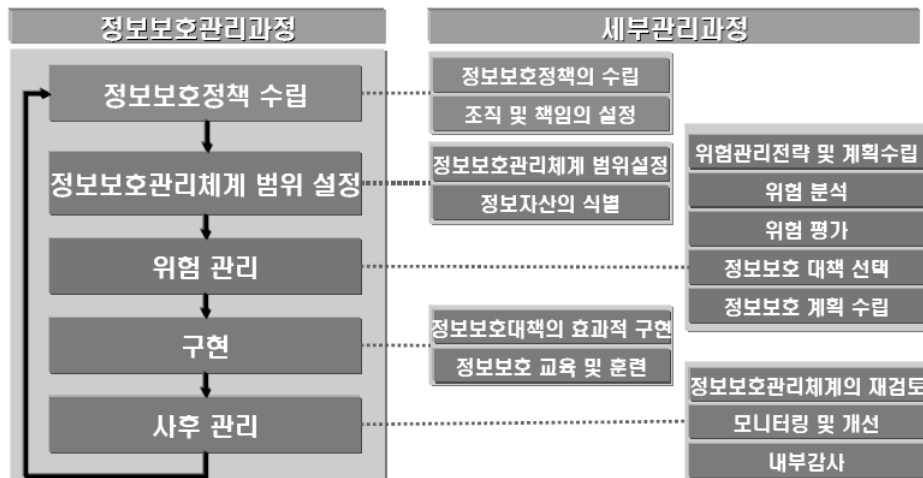 정보보호관리과정
세부관리과정
정보보호정책 수립
정보보호정책의 수립
조직 및 책임의 설정
정보보호관리체계 범위 설정
정보보호관리체계 범위설정
정보자산의 식별
위험 관리
위험관리전략 및 계획수립
위험 분석
위험 평가
정보보호 대책 선택
정보보호 계획 수립
구현
정보보호대책의 효과적 구현
정보보호 교육 및 훈련
사후 관리
정보보호관리체계의 재검토
모니터링 및 개선
내부감사